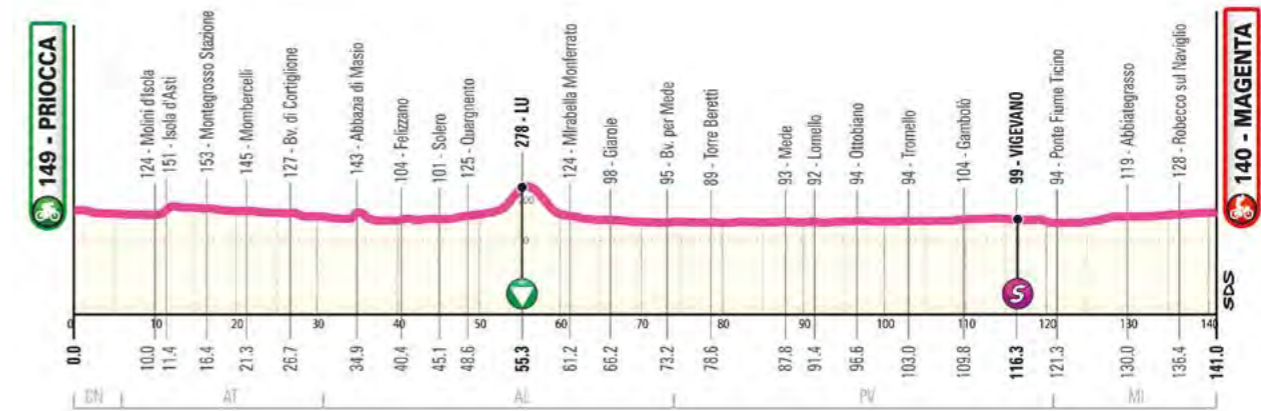 149 - PRIOCCA
124 - Molini d'Isola
151 - Isola d'Asti
153 - Montegrosso Stazione
145 - Mombercelli
127 - Bv. di Cortiglione
143 - Abbazia di Masio
104 - Felizzano
101 - Solero
125 - Quargnento
278 - LU
124 - MIrabella Monferrato
98 - Giarole
95 - Bv. per Mede
89 - Torre Beretti
93 - Mede
92 - Lomello
94 - Ottobiano
94 - Tromello
104 - Gambolò
99 - VIGEVANO
94 - Ponte Fiume Ticino
119 - Abbiategrasso
128 - Robecco sul Naviglio
140 - MAGENTA
S
SDS
0 10 20 30 40 50 60 70 80 90 100 110 120 130 140
0.0 10.0 11.4 16.4 21.3 26.7 34.9 40.4 45.1 48.6 55.3 61.2 66.2 73.2 78.6 87.8 91.4 96.6 103.0 109.8 116.3 121.3 130.0 136.4 141.0
AT AL PV MI